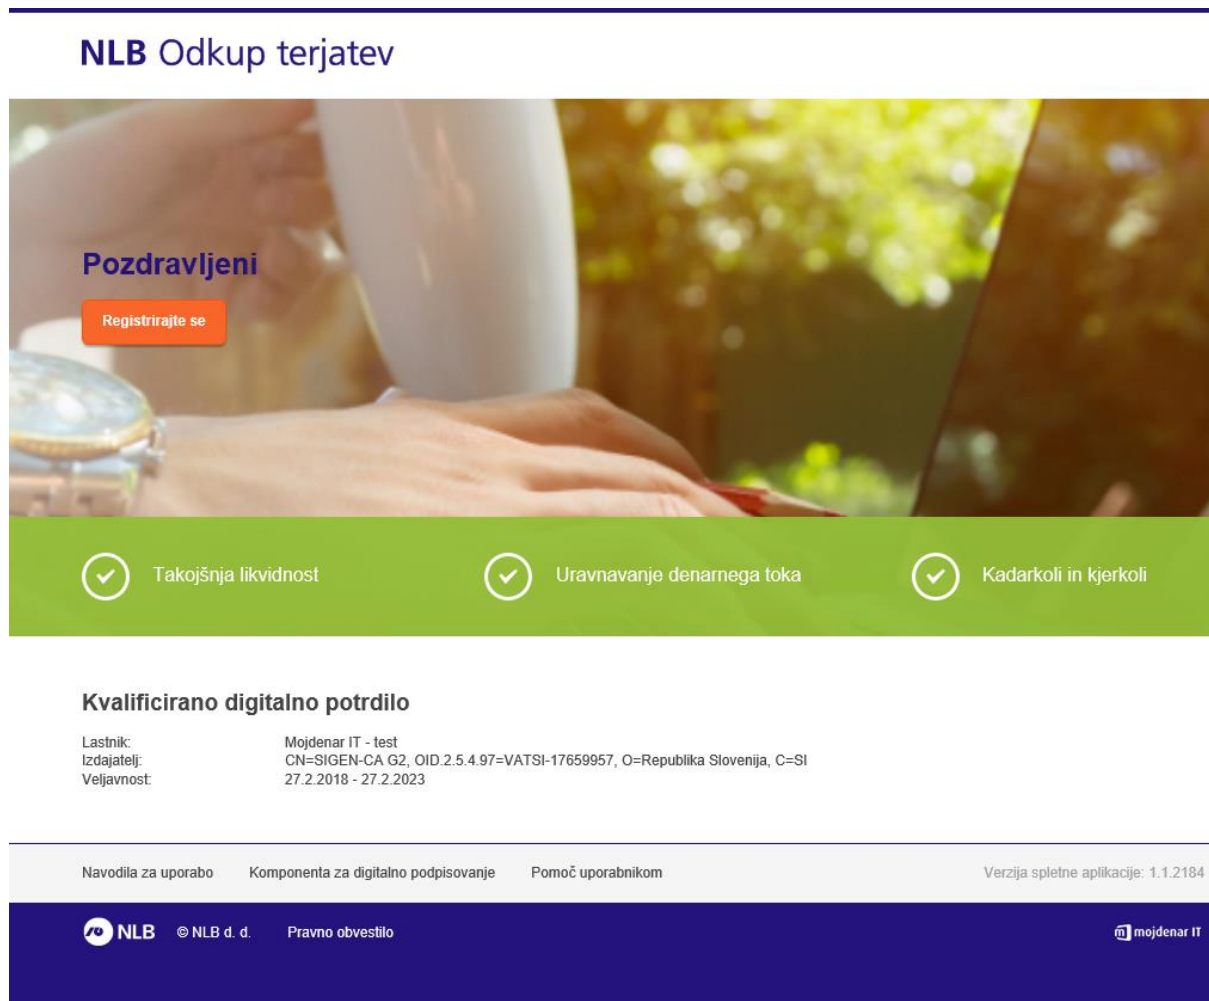 NLB Odkup terjatev
Pozdravljeni
Registrirajte se
Takojšnja likvidnost
Uravnavanje denarnega toka
Kadarkoli in kjerkoli
Kvalificirano digitalno potrdilo
Lastnik: Mojdenar IT - test
Izdajatelj: CN=SIGEN-CA G2, OID.2.5.4.97=VATSI-17659957, O=Republika Slovenija, C=SI
Veljavnost: 27.2.2018 - 27.2.2023
Navodila za uporabo Komponenta za digitalno podpisovanje Pomoč uporabnikom Verzija spletne aplikacije: 1.1.2184
NLB © NLB d. d. Pravno obvestilo mojdenar IT